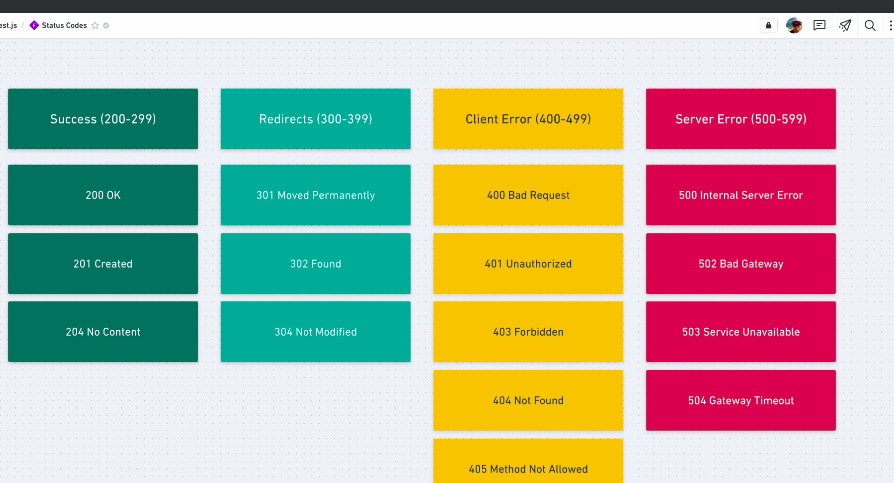 est.js / Status Codes
Success (200-299)
Redirects (300-399)
Client Error (400-499)
Server Error (500-599)
200 OK
301 Moved Permanently
400 Bad Request
500 Internal Server Error
201 Created
302 Found
401 Unauthorized
502 Bad Gateway
204 No Content
304 Not Modified
403 Forbidden
503 Service Unavailable
404 Not Found
504 Gateway Timeout
405 Method Not Allowed